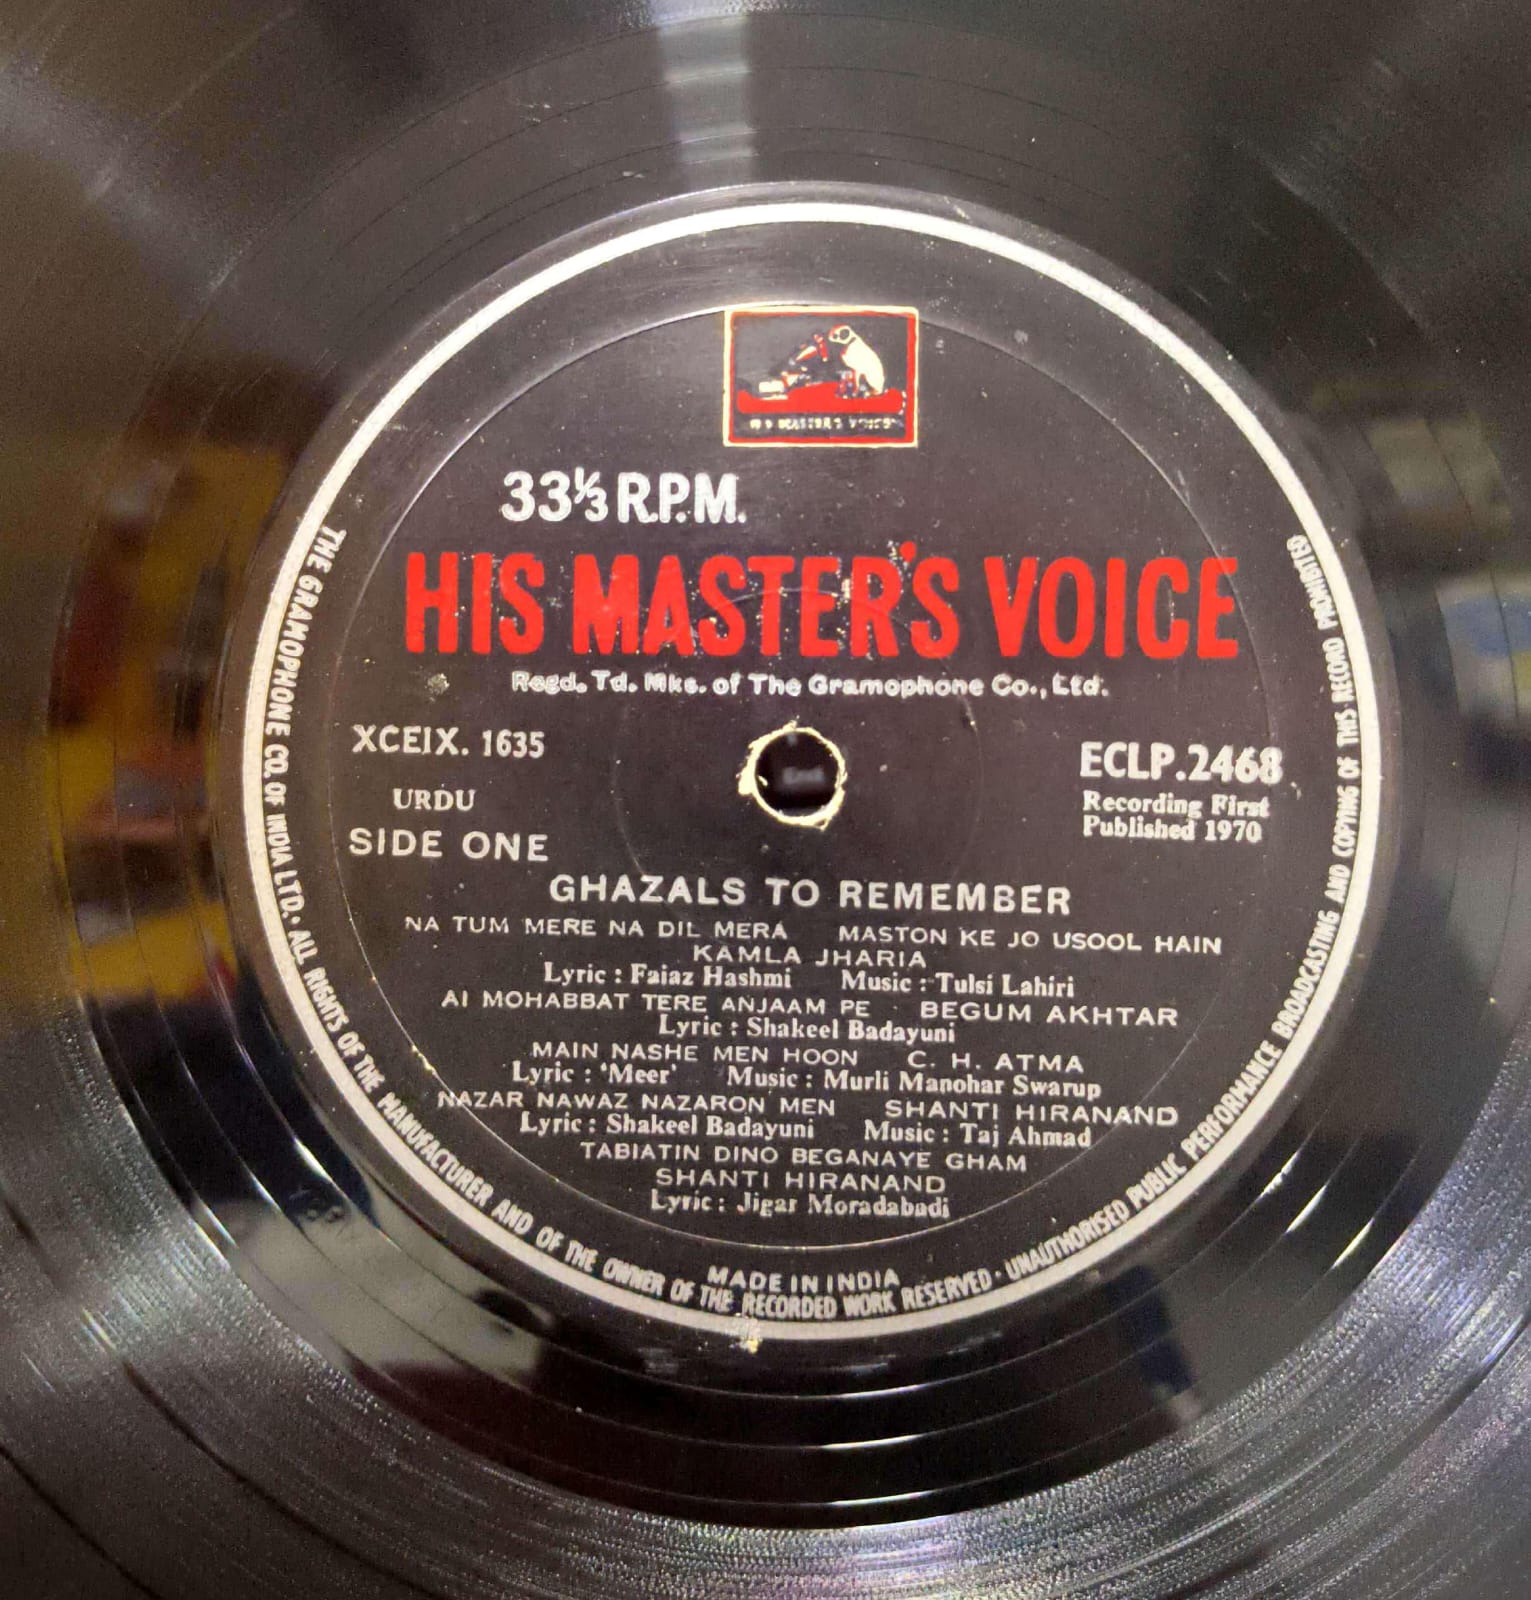 HIS MASTER'S VOICE
33⅓ R.P.M.
HIS MASTER'S VOICE
Regd. Td. Mks. of The Gramophone Co., Ltd.
XCEIX. 1635
URDU
SIDE ONE
ECLP.2468
Recording First
Published 1970
GHAZALS TO REMEMBER
NA TUM MERE NA DIL MERA MASTON KE JO USOOL HAIN
KAMLA JHARIA
Lyric : Faiaz Hashmi Music : Tulsi Lahiri
AI MOHABBAT TERE ANJAAM PE BEGUM AKHTAR
Lyric : Shakeel Badayuni
MAIN NASHE MEN HOON C. H. ATMA
Lyric : 'Meer' Music : Murli Manohar Swarup
NAZAR NAWAZ NAZARON MEN SHANTI HIRANAND
Lyric : Shakeel Badayuni Music : Taj Ahmad
TABIATIN DINO BEGANAYE GHAM
SHANTI HIRANAND
Lyric : Jigar Moradabadi
MADE IN INDIA
THE GRAMOPHONE CO. OF INDIA LTD. • ALL RIGHTS OF THE MANUFACTURER AND OF THE OWNER OF THE RECORDED WORK RESERVED • UNAUTHORISED PUBLIC PERFORMANCE BROADCASTING AND COPYING OF THIS RECORD PROHIBITED